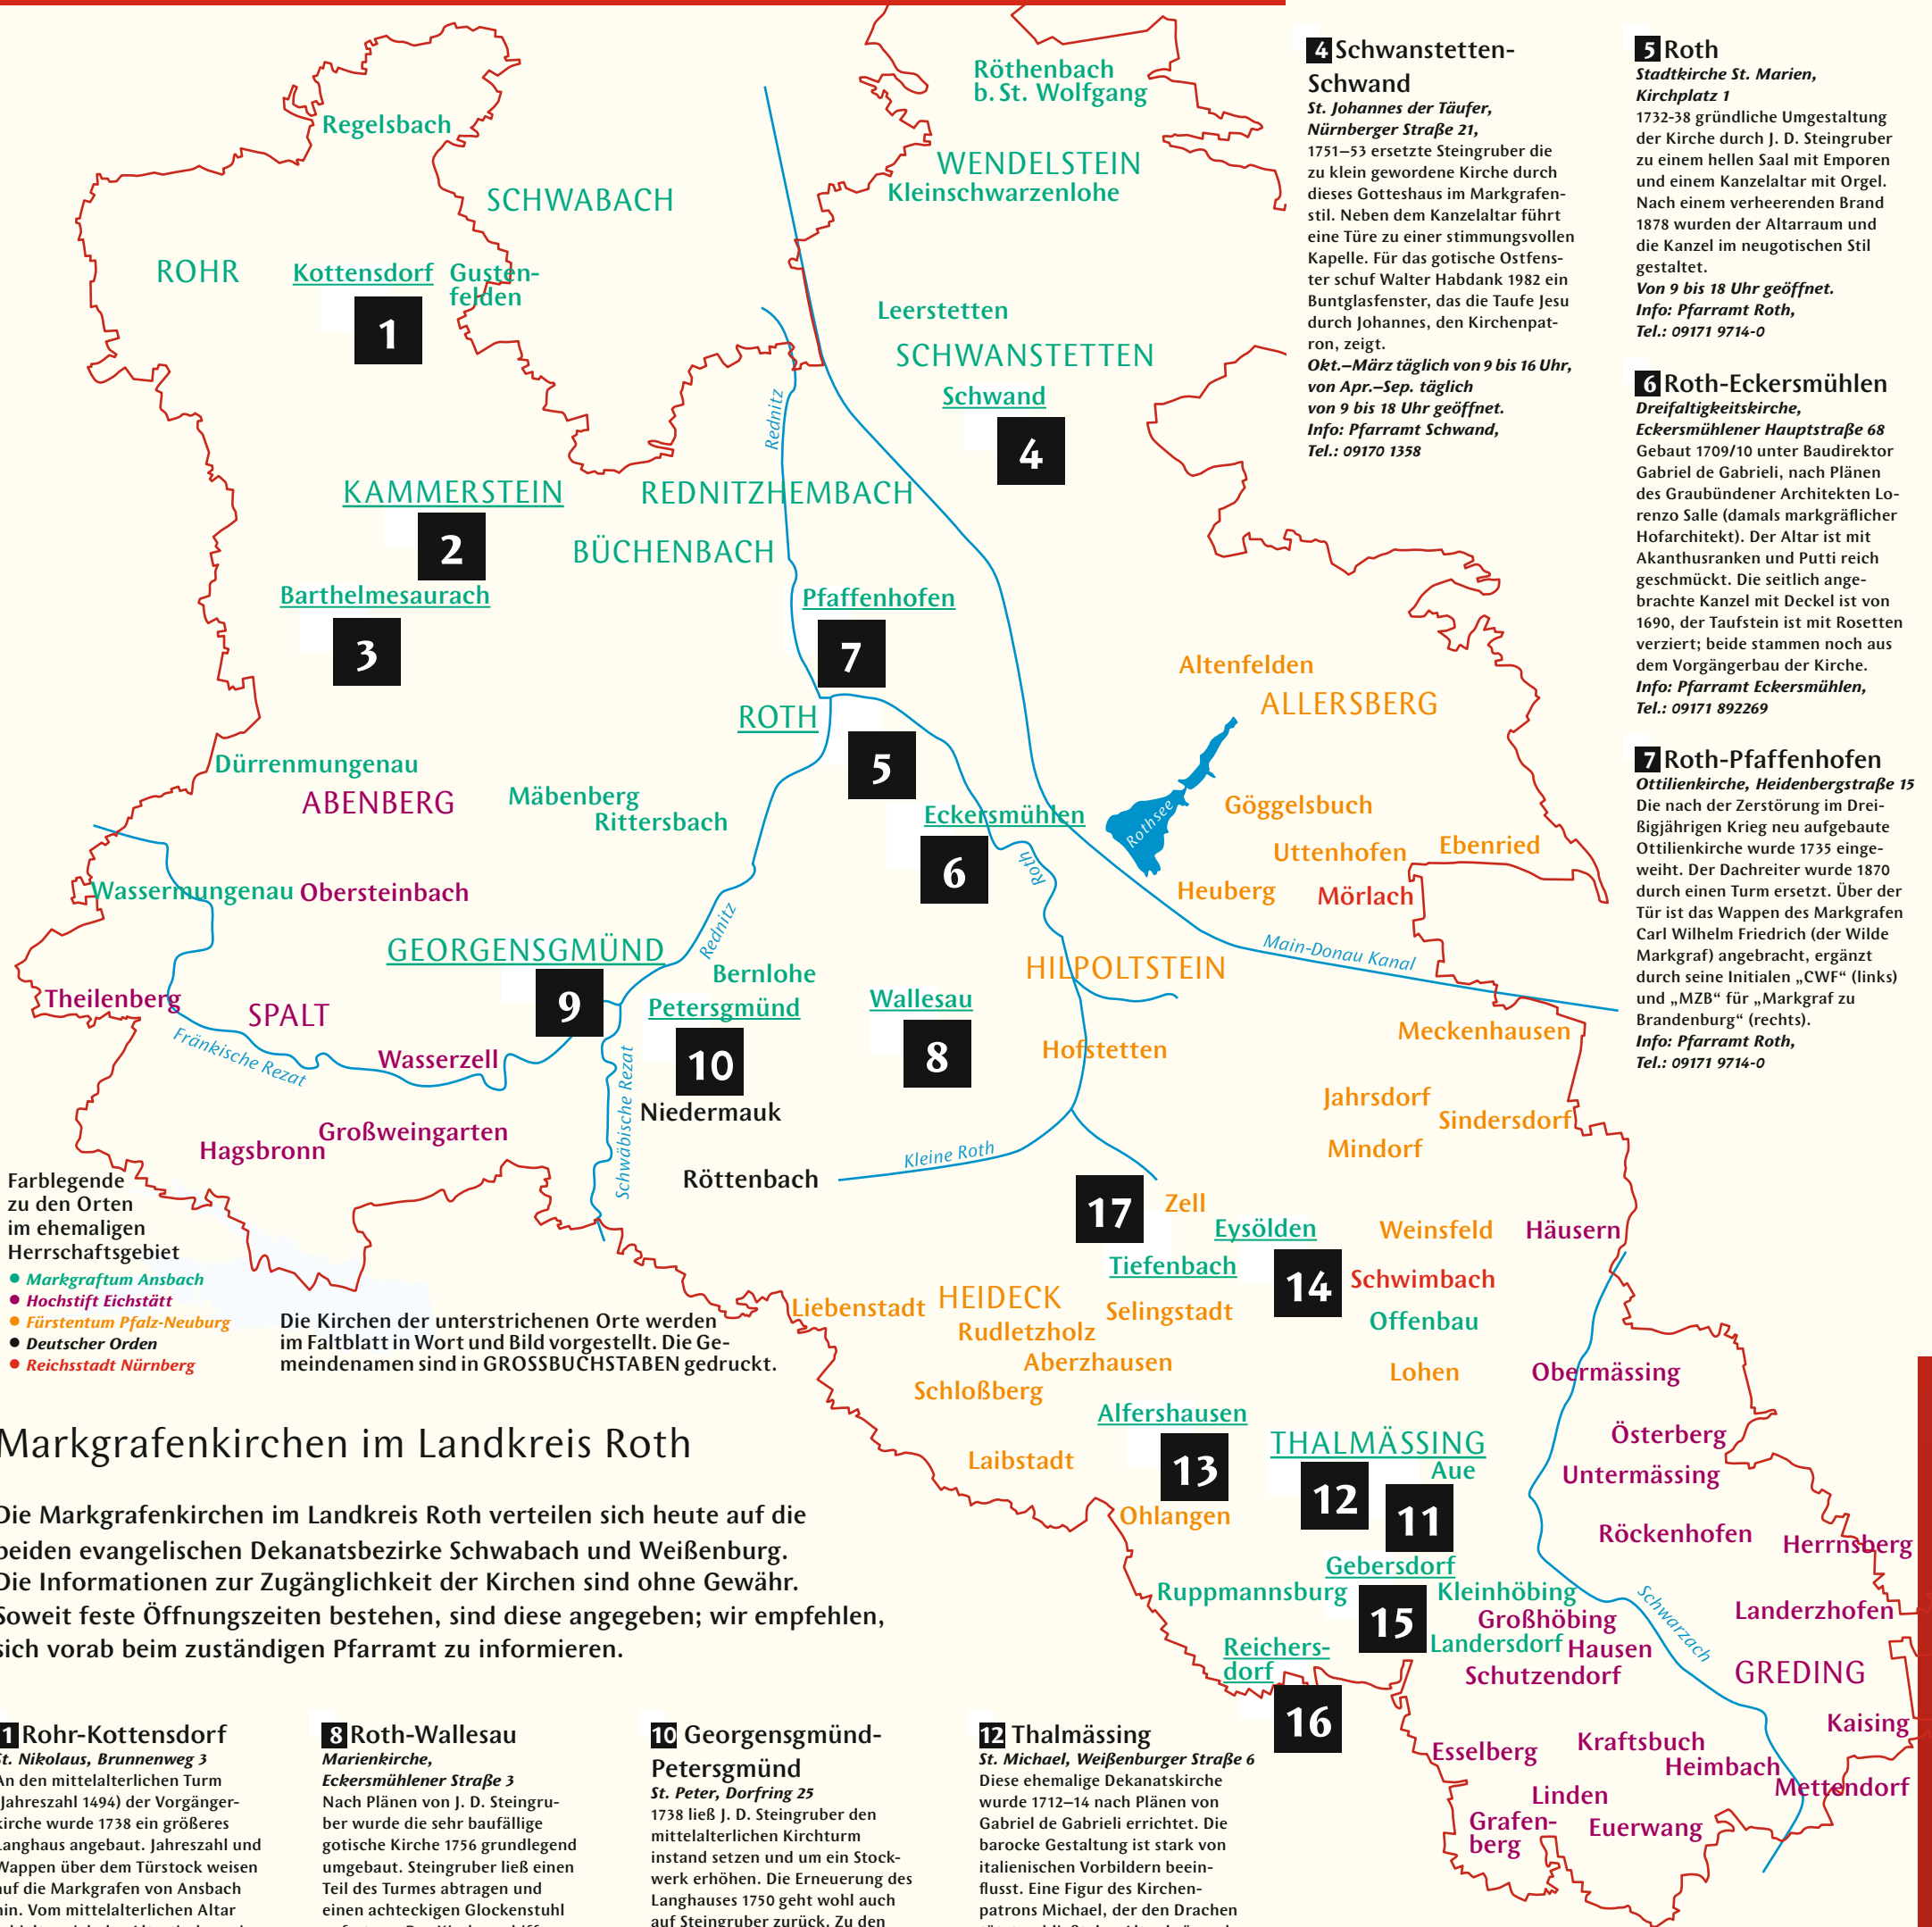 Röthenbach
b. St. Wolfgang
Regelsbach
WENDELSTEIN
Kleinschwarzenlohe
SCHWABACH
ROHR
Kottensdorf
Gusten-
felden
1
Leerstetten
SCHWANSTETTEN
Schwand
4
Rednitz
KAMMERSTEIN
2
REDNITZHEMBACH
BÜCHENBACH
Barthelmesaurach
3
Pfaffenhofen
7
Altenfelden
ALLERSBERG
ROTH
5
Dürrenmungenau
ABENBERG
Mäbenberg
Rittersbach
Eckersmühlen
6
Rothsee
Roth
Göggelsbuch
Uttenhofen
Ebenried
Heuberg
Mörlach
Wassermungenau
Obersteinbach
GEORGENSGMÜND
9
Rednitz
Bernlohe
Petersgmünd
10
Wallesau
8
HILPOLTSTEIN
Main-Donau Kanal
Theilenberg
SPALT
Fränkische Rezat
Wasserzell
Schwäbische Rezat
Hofstetten
Meckenhausen
Niedermauk
Jahrsdorf
Sindersdorf
Mindorf
Großweingarten
Hagsbronn
Röttenbach
Kleine Roth
17
Zell
Eysölden
14
Tiefenbach
Weinsfeld
Häusern
Schwimbach
Offenbau
Liebenstadt
HEIDECK
Selingstadt
Rudletzholz
Aberzhausen
Schloßberg
Lohen
Obermässing
Alfershausen
13
THALMÄSSING
Aue
12
11
Laibstadt
Ohlangen
Österberg
Untermässing
Röckenhofen
Herrnsberg
Gebersdorf
15
Ruppmannsburg
Kleinhöbing
Großhöbing
Landersdorf
Hausen
Schutzendorf
Schwarzach
Landerzhofen
GREDING
Reichers-
dorf
16
Kaising
Esselberg
Kraftsbuch
Heimbach
Mettendorf
Linden
Grafen-
berg
Euerwang
Farblegende
zu den Orten
im ehemaligen
Herrschaftsgebiet
• Markgraftum Ansbach
• Hochstift Eichstätt
• Fürstentum Pfalz-Neuburg
• Deutscher Orden
• Reichsstadt Nürnberg
Die Kirchen der unterstrichenen Orte werden
im Faltblatt in Wort und Bild vorgestellt. Die Ge-
meindenamen sind in GROSSBUCHSTABEN gedruckt.
Markgrafenkirchen im Landkreis Roth
Die Markgrafenkirchen im Landkreis Roth verteilen sich heute auf die
beiden evangelischen Dekanatsbezirke Schwabach und Weißenburg.
Die Informationen zur Zugänglichkeit der Kirchen sind ohne Gewähr.
Soweit feste Öffnungszeiten bestehen, sind diese angegeben; wir empfehlen,
sich vorab beim zuständigen Pfarramt zu informieren.
1 Rohr-Kottensdorf
St. Nikolaus, Brunnenweg 3
An den mittelalterlichen Turm
(Jahreszahl 1494) der Vorgänger-
kirche wurde 1738 ein größeres
Langhaus angebaut. Jahreszahl und
Wappen über dem Türstock weisen
auf die Markgrafen von Ansbach
hin. Vom mittelalterlichen Altar
8 Roth-Wallesau
Marienkirche,
Eckersmühlener Straße 3
Nach Plänen von J. D. Steingru-
ber wurde die sehr baufällige
gotische Kirche 1756 grundlegend
umgebaut. Steingruber ließ einen
Teil des Turmes abtragen und
einen achteckigen Glockenstuhl
10 Georgensgmünd-
Petersgmünd
St. Peter, Dorfring 25
1738 ließ J. D. Steingruber den
mittelalterlichen Kirchturm
instand setzen und um ein Stock-
werk erhöhen. Die Erneuerung des
Langhauses 1750 geht wohl auch
auf Steingruber zurück. Zu den
12 Thalmässing
St. Michael, Weißenburger Straße 6
Diese ehemalige Dekanatskirche
wurde 1712–14 nach Plänen von
Gabriel de Gabrieli errichtet. Die
barocke Gestaltung ist stark von
italienischen Vorbildern beein-
flusst. Eine Figur des Kirchen-
patrons Michael, der den Drachen
4 Schwanstetten-
Schwand
St. Johannes der Täufer,
Nürnberger Straße 21,
1751–53 ersetzte Steingruber die
zu klein gewordene Kirche durch
dieses Gotteshaus im Markgrafen-
stil. Neben dem Kanzelaltar führt
eine Türe zu einer stimmungsvollen
Kapelle. Für das gotische Ostfens-
ter schuf Walter Habdank 1982 ein
Buntglasfenster, das die Taufe Jesu
durch Johannes, den Kirchenpat-
ron, zeigt.
Okt.–März täglich von 9 bis 16 Uhr,
von Apr.–Sep. täglich
von 9 bis 18 Uhr geöffnet.
Info: Pfarramt Schwand,
Tel.: 09170 1358
5 Roth
Stadtkirche St. Marien,
Kirchplatz 1
1732-38 gründliche Umgestaltung
der Kirche durch J. D. Steingruber
zu einem hellen Saal mit Emporen
und einem Kanzelaltar mit Orgel.
Nach einem verheerenden Brand
1878 wurden der Altarraum und
die Kanzel im neugotischen Stil
gestaltet.
Von 9 bis 18 Uhr geöffnet.
Info: Pfarramt Roth,
Tel.: 09171 9714-0
6 Roth-Eckersmühlen
Dreifaltigkeitskirche,
Eckersmühlener Hauptstraße 68
Gebaut 1709/10 unter Baudirektor
Gabriel de Gabrieli, nach Plänen
des Graubündener Architekten Lo-
renzo Salle (damals markgräflicher
Hofarchitekt). Der Altar ist mit
Akanthusranken und Putti reich
geschmückt. Die seitlich ange-
brachte Kanzel mit Deckel ist von
1690, der Taufstein ist mit Rosetten
verziert; beide stammen noch aus
dem Vorgängerbau der Kirche.
Info: Pfarramt Eckersmühlen,
Tel.: 09171 892269
7 Roth-Pfaffenhofen
Ottilienkirche, Heidenbergstraße 15
Die nach der Zerstörung im Drei-
ßigjährigen Krieg neu aufgebaute
Ottilienkirche wurde 1735 einge-
weiht. Der Dachreiter wurde 1870
durch einen Turm ersetzt. Über der
Tür ist das Wappen des Markgrafen
Carl Wilhelm Friedrich (der Wilde
Markgraf) angebracht, ergänzt
durch seine Initialen „CWF“ (links)
und „MZB“ für „Markgraf zu
Brandenburg“ (rechts).
Info: Pfarramt Roth,
Tel.: 09171 9714-0